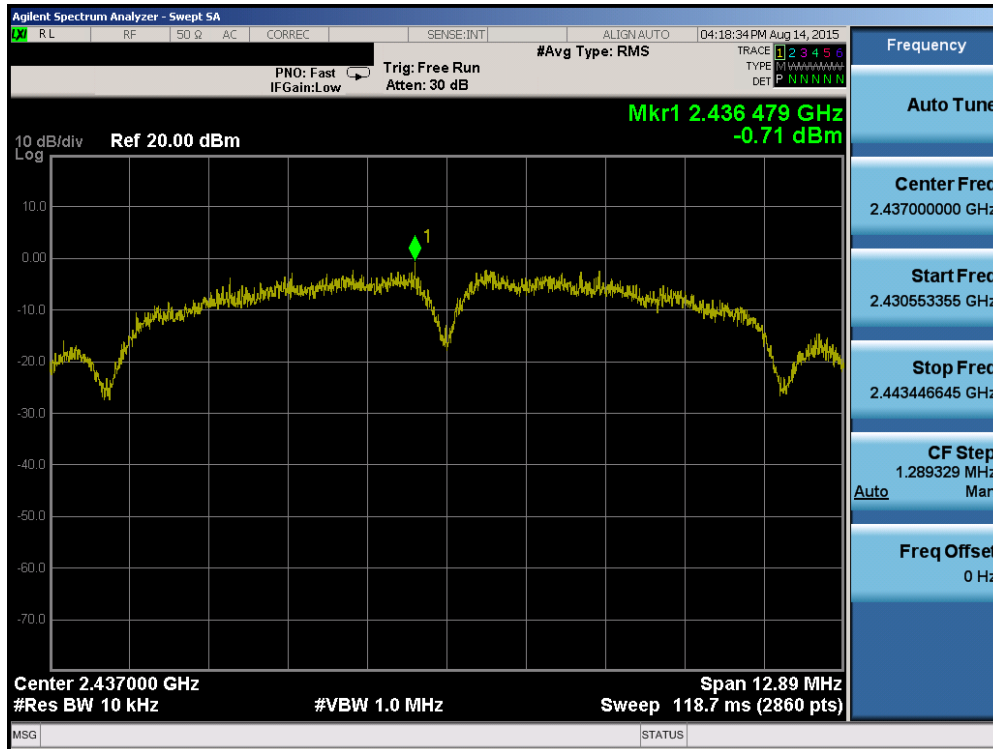 Agilent Spectrum Analyzer - Swept SA
LXI RL RF 50 Ω AC CORREC SENSE:INT ALIGN AUTO 04:18:34 PM Aug 14, 2015
#Avg Type: RMS TRACE 1 2 3 4 5 6
PNO: Fast Trig: Free Run TYPE M WWWWW
IFGain:Low Atten: 30 dB DET P N N N N N
Frequency
Mkr1 2.436 479 GHz
-0.71 dBm
10 dB/div Ref 20.00 dBm
Log
10.0
0.00
-10.0
-20.0
-30.0
-40.0
-50.0
-60.0
-70.0
1
Center 2.437000 GHz Span 12.89 MHz
#Res BW 10 kHz #VBW 1.0 MHz Sweep 118.7 ms (2860 pts)
Auto Tune
Center Freq
2.437000000 GHz
Start Freq
2.430553355 GHz
Stop Freq
2.443446645 GHz
CF Step
1.289329 MHz
Auto Man
Freq Offset
0 Hz
MSG STATUS